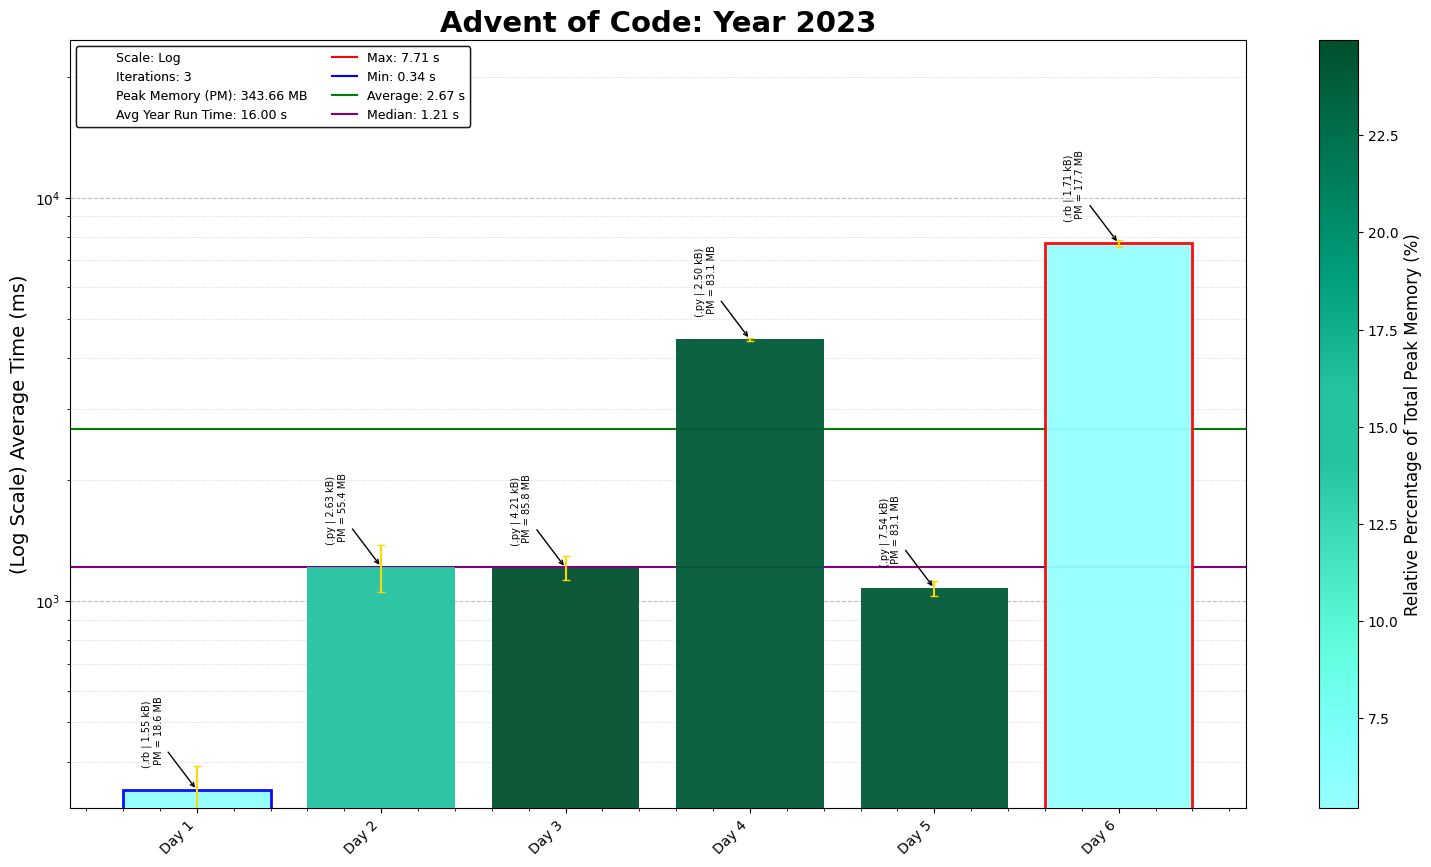 Advent of Code: Year 2023
Scale: Log
Iterations: 3
Peak Memory (PM): 343.66 MB
Avg Year Run Time: 16.00 s
Max: 7.71 s
Min: 0.34 s
Average: 2.67 s
Median: 1.21 s
(Log Scale) Average Time (ms)
10⁴
10³
(.rb | 1.55 kB)
PM = 18.6 MB
(.py | 2.63 kB)
PM = 55.4 MB
(.py | 4.21 kB)
PM = 85.8 MB
(.py | 2.50 kB)
PM = 83.1 MB
(.py | 7.54 kB)
PM = 83.1 MB
(.rb | 1.71 kB)
PM = 17.7 MB
Day 1
Day 2
Day 3
Day 4
Day 5
Day 6
22.5
20.0
17.5
15.0
12.5
10.0
7.5
Relative Percentage of Total Peak Memory (%)